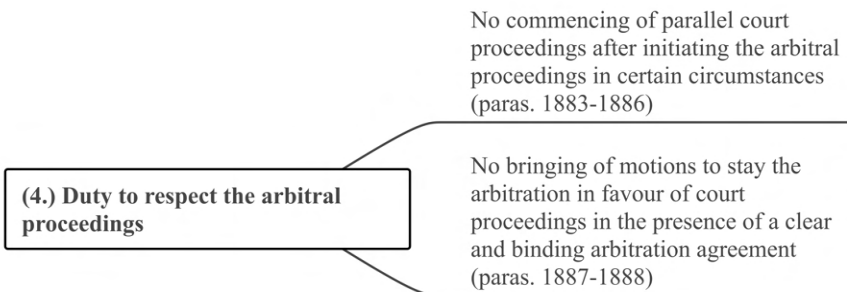 No commencing of parallel court
proceedings after initiating the arbitral
proceedings in certain circumstances
(paras. 1883-1886)
(4.) Duty to respect the arbitral
proceedings
No bringing of motions to stay the
arbitration in favour of court
proceedings in the presence of a clear
and binding arbitration agreement
(paras. 1887-1888)